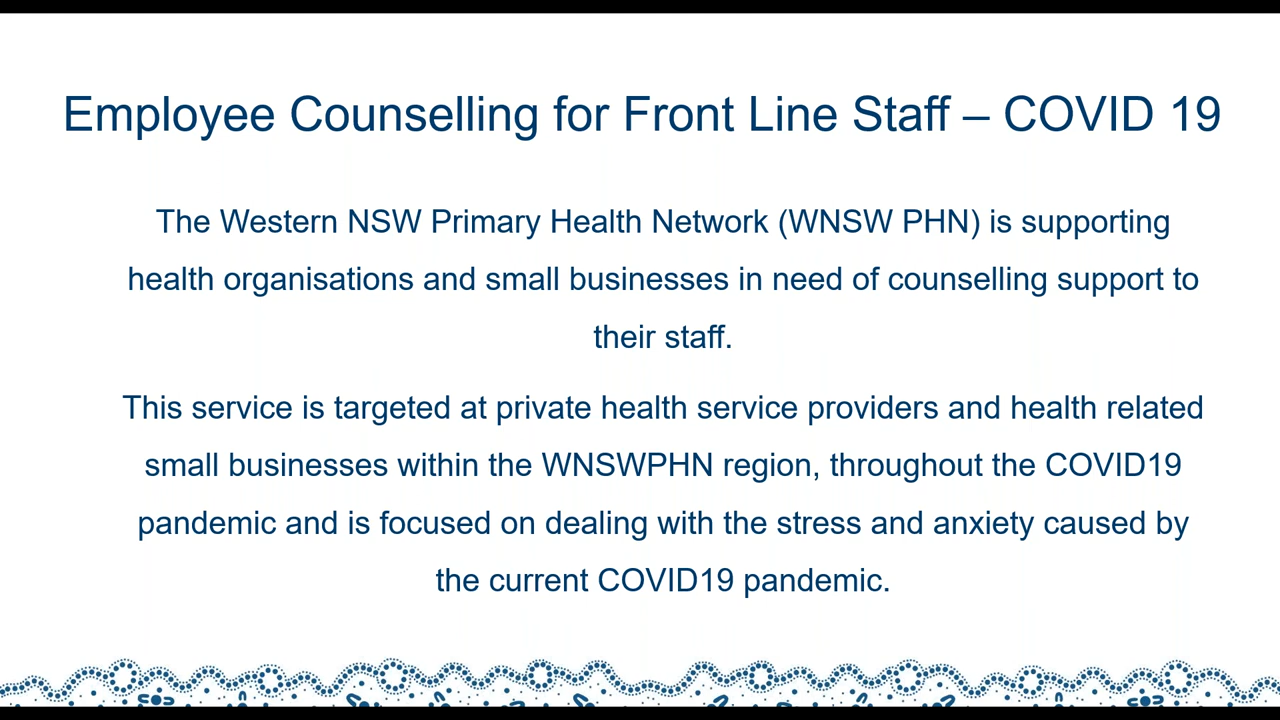 Employee Counselling for Front Line Staff – COVID 19
The Western NSW Primary Health Network (WNSW PHN) is supporting
health organisations and small businesses in need of counselling support to
their staff.
This service is targeted at private health service providers and health related
small businesses within the WNSWPHN region, throughout the COVID19
pandemic and is focused on dealing with the stress and anxiety caused by
the current COVID19 pandemic.